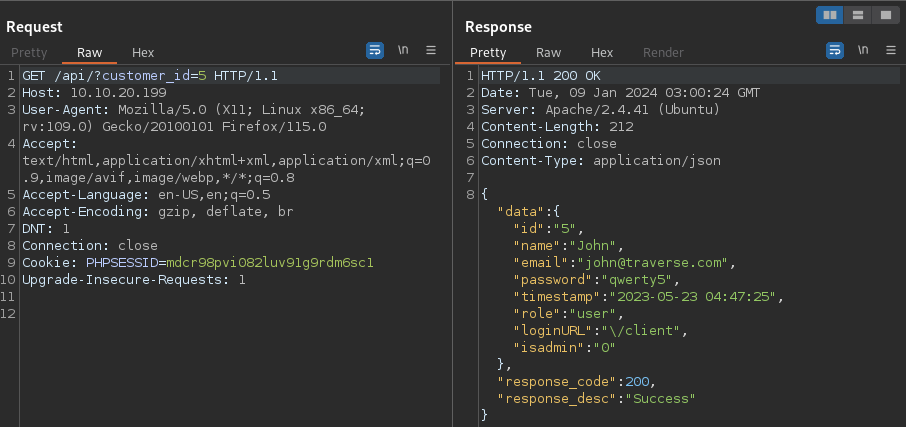 Request
Pretty Raw Hex \n
1 GET /api/?customer_id=5 HTTP/1.1
2 Host: 10.10.20.199
3 User-Agent: Mozilla/5.0 (X11; Linux x86_64;
rv:109.0) Gecko/20100101 Firefox/115.0
4 Accept:
text/html,application/xhtml+xml,application/xml;q=0
.9,image/avif,image/webp,*/*;q=0.8
5 Accept-Language: en-US,en;q=0.5
6 Accept-Encoding: gzip, deflate, br
7 DNT: 1
8 Connection: close
9 Cookie: PHPSESSID=mdcr98pvi082luv91g9rdm6sc1
10 Upgrade-Insecure-Requests: 1
11
12
Response
Pretty Raw Hex Render \n
1 HTTP/1.1 200 OK
2 Date: Tue, 09 Jan 2024 03:00:24 GMT
3 Server: Apache/2.4.41 (Ubuntu)
4 Content-Length: 212
5 Connection: close
6 Content-Type: application/json
7
8 {
"data":{
"id":"5",
"name":"John",
"email":"john@traverse.com",
"password":"qwerty5",
"timestamp":"2023-05-23 04:47:25",
"role":"user",
"loginURL":"\/client",
"isadmin":"0"
},
"response_code":200,
"response_desc":"Success"
}